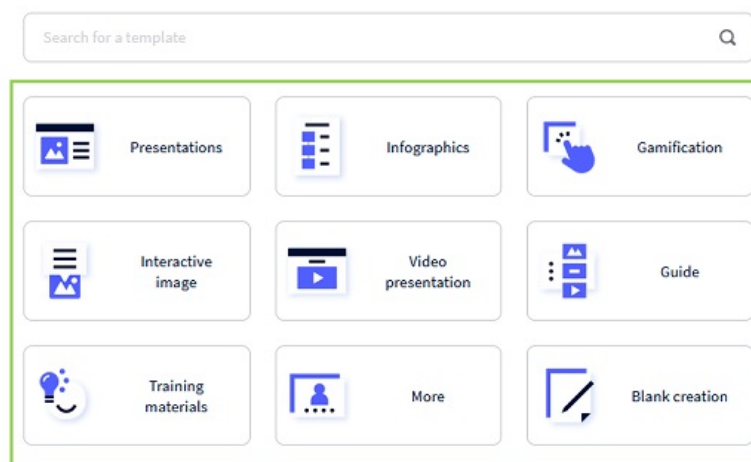 Search for a template
Presentations
Infographics
Gamification
Interactive
image
Video
presentation
Guide
Training
materials
More
Blank creation